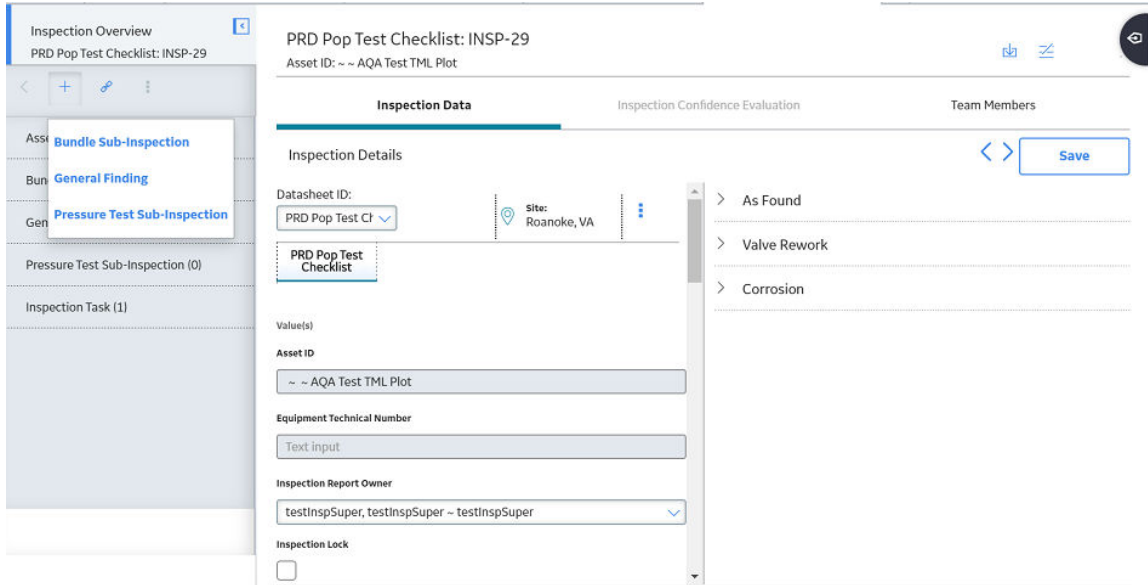 Inspection Overview
PRD Pop Test Checklist: INSP-29
Bundle Sub-Inspection
General Finding
Pressure Test Sub-Inspection
Pressure Test Sub-Inspection (0)
Inspection Task (1)
PRD Pop Test Checklist: INSP-29
Asset ID: ~ ~ AQA Test TML Plot
Inspection Data
Inspection Confidence Evaluation
Team Members
Inspection Details
Save
Datasheet ID:
PRD Pop Test Ch
Site:
Roanoke, VA
PRD Pop Test
Checklist
Value(s)
Asset ID
~ ~ AQA Test TML Plot
Equipment Technical Number
Text input
Inspection Report Owner
testInspSuper, testInspSuper ~ testInspSuper
Inspection Lock
As Found
Valve Rework
Corrosion